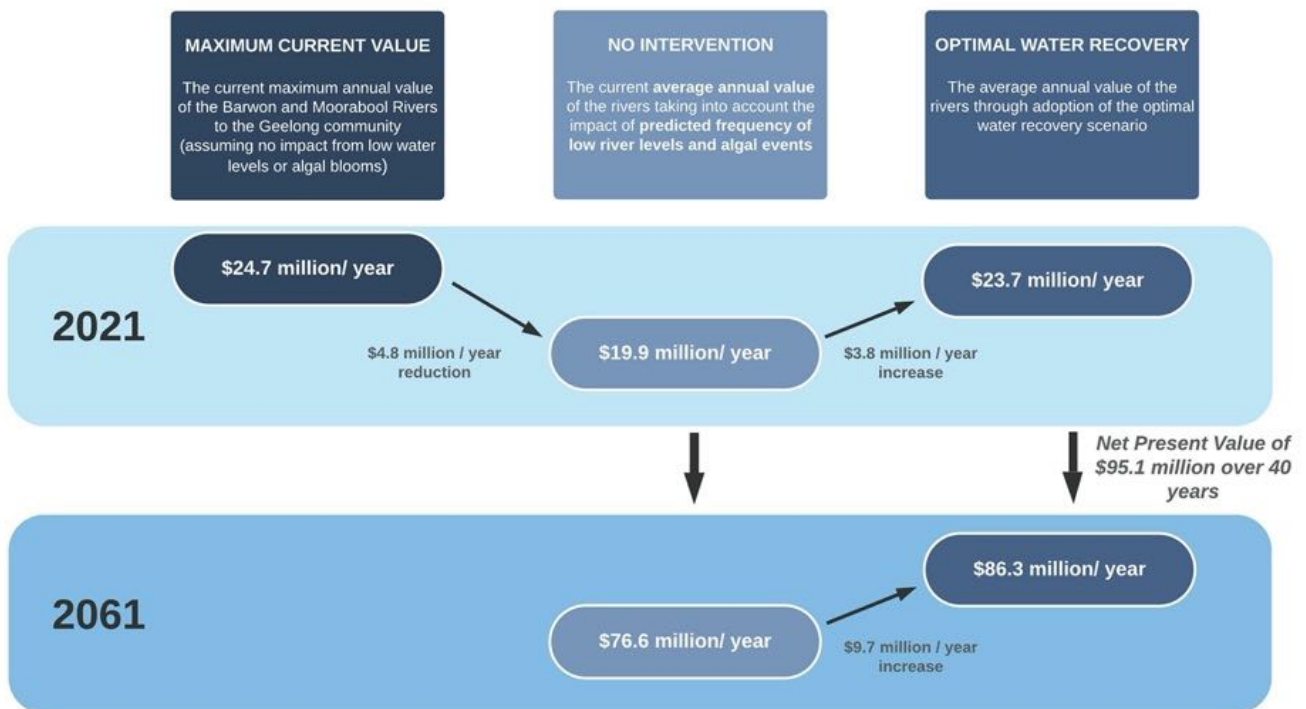 MAXIMUM CURRENT VALUE
The current maximum annual value
of the Barwon and Moorabool Rivers
to the Geelong community
(assuming no impact from low water
levels or algal blooms)
NO INTERVENTION
The current average annual value
of the rivers taking into account the
impact of predicted frequency of
low river levels and algal events
OPTIMAL WATER RECOVERY
The average annual value of the
rivers through adoption of the optimal
water recovery scenario
2021
$24.7 million/ year
$4.8 million / year
reduction
$19.9 million/ year
$3.8 million / year
increase
$23.7 million/ year
Net Present Value of
$95.1 million over 40
years
2061
$76.6 million/ year
$9.7 million / year
increase
$86.3 million/ year